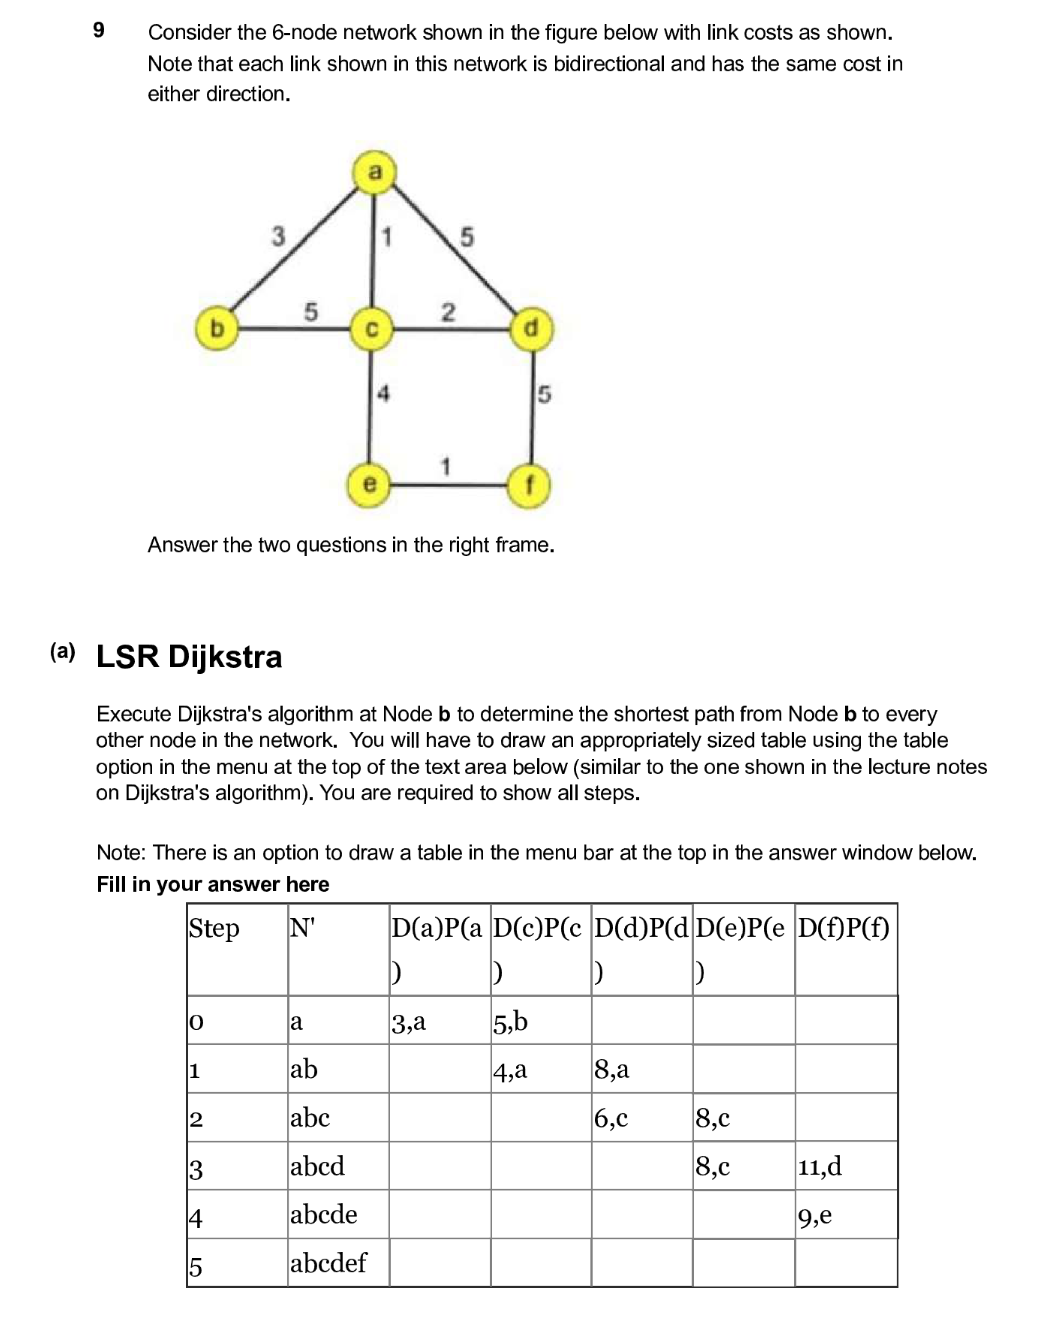 9 Consider the 6-node network shown in the figure below with link costs as shown.
Note that each link shown in this network is bidirectional and has the same cost in
either direction.
a
3 1 5
5 2
b c d
4 5
1
e f
Answer the two questions in the right frame.
(a) LSR Dijkstra
Execute Dijkstra's algorithm at Node b to determine the shortest path from Node b to every
other node in the network. You will have to draw an appropriately sized table using the table
option in the menu at the top of the text area below (similar to the one shown in the lecture notes
on Dijkstra's algorithm). You are required to show all steps.
Note: There is an option to draw a table in the menu bar at the top in the answer window below.
Fill in your answer here
Step N' D(a)P(a D(c)P(c D(d)P(d D(e)P(e D(f)P(f)
) ) ) )
0 a 3,a 5,b
1 ab 4,a 8,a
2 abc 6,c 8,c
3 abcd 8,c 11,d
4 abcde 9,e
5 abcdef